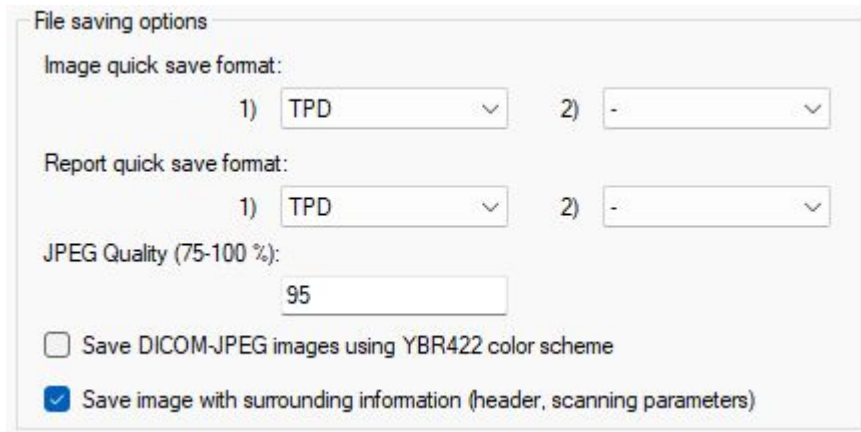 File saving options
Image quick save format:
1) TPD 2) -
Report quick save format:
1) TPD 2) -
JPEG Quality (75-100 %):
95
Save DICOM-JPEG images using YBR422 color scheme
Save image with surrounding information (header, scanning parameters)